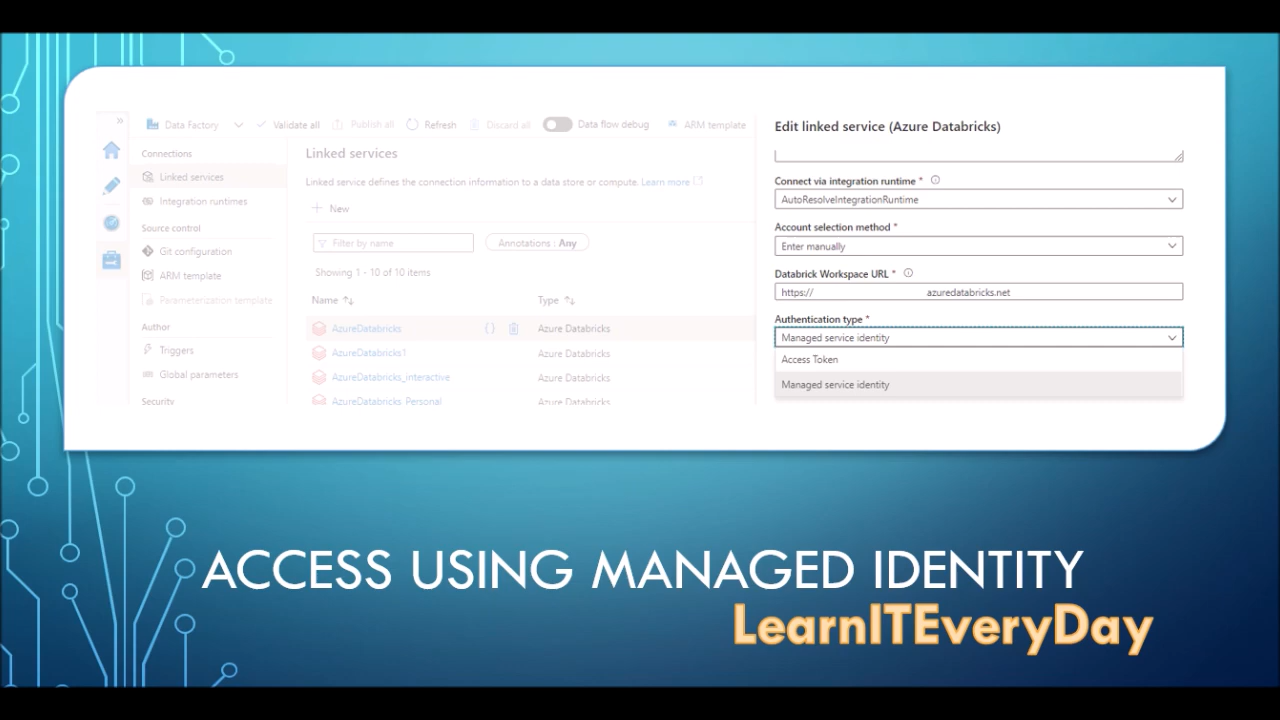 »
Data Factory
Validate all
Publish all
Refresh
Discard all
Data flow debug
ARM template
Connections
Linked services
Integration runtimes
Source control
Git configuration
ARM template
Parameterization template
Author
Triggers
Global parameters
Security
Linked services
Linked service defines the connection information to a data store or compute. Learn more
+ New
Filter by name
Annotations : Any
Showing 1 - 10 of 10 items
Name Type
AzureDatabricks {} Azure Databricks
AzureDatabricks1 Azure Databricks
AzureDatabricks_interactive Azure Databricks
AzureDatabricks_Personal Azure Databricks
Edit linked service (Azure Databricks)
Connect via integration runtime *
AutoResolveIntegrationRuntime
Account selection method *
Enter manually
Databrick Workspace URL *
https:// azuredatabricks.net
Authentication type *
Managed service identity
Access Token
Managed service identity
ACCESS USING MANAGED IDENTITY
LearnITEveryDay